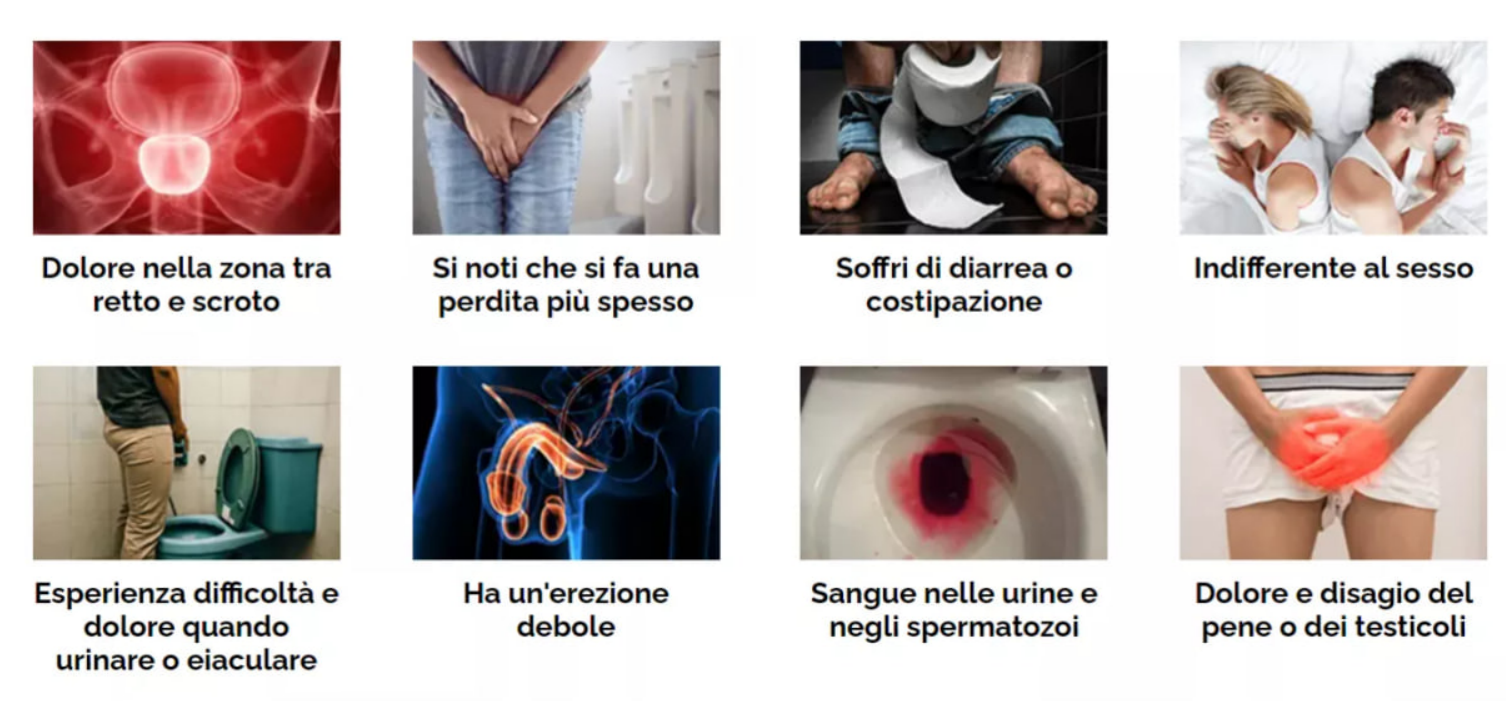 Dolore nella zona tra
retto e scroto
Si noti che si fa una
perdita più spesso
Soffri di diarrea o
costipazione
Indifferente al sesso
Esperienza difficoltà e
dolore quando
urinare o eiaculare
Ha un'erezione
debole
Sangue nelle urine e
negli spermatozoi
Dolore e disagio del
pene o dei testicoli